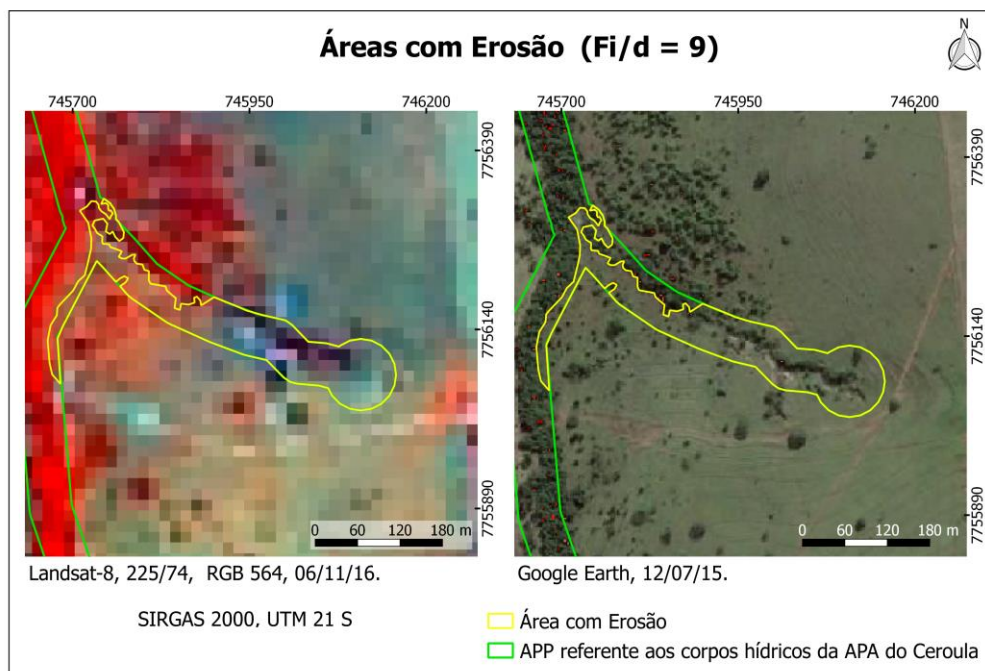 Áreas com Erosão (Fi/d = 9)
N
745700 745950 746200
745700 745950 746200
7756390
7756140
7755890
7756390
7756140
7755890
0 60 120 180 m
0 60 120 180 m
Landsat-8, 225/74, RGB 564, 06/11/16.
Google Earth, 12/07/15.
SIRGAS 2000, UTM 21 S
Área com Erosão
APP referente aos corpos hídricos da APA do Ceroula